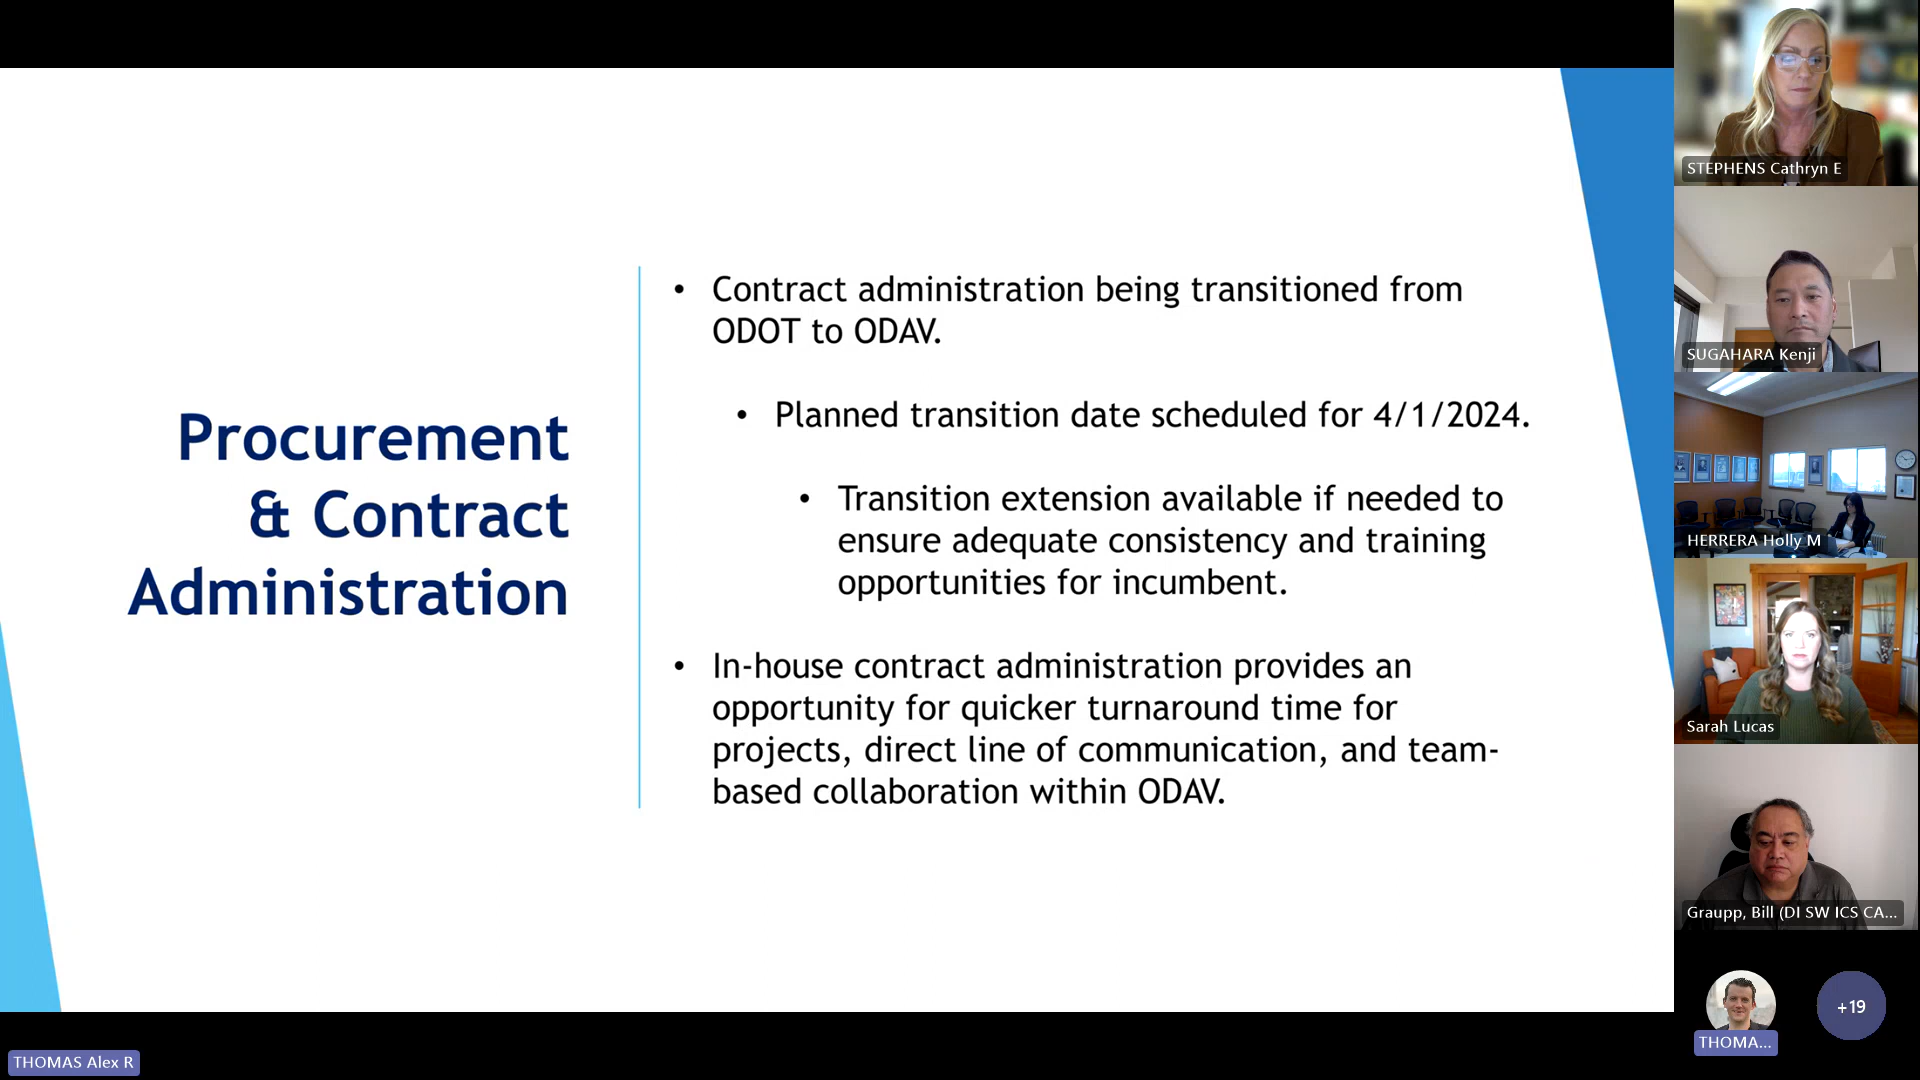 Procurement
& Contract
Administration
• Contract administration being transitioned from
ODOT to ODAV.
• Planned transition date scheduled for 4/1/2024.
• Transition extension available if needed to
ensure adequate consistency and training
opportunities for incumbent.
• In-house contract administration provides an
opportunity for quicker turnaround time for
projects, direct line of communication, and team-
based collaboration within ODAV.
STEPHENS Cathryn E
SUGAHARA Kenji
HERRERA Holly M
Sarah Lucas
Graupp, Bill (DI SW ICS CA...
THOMA...
+19
THOMAS Alex R